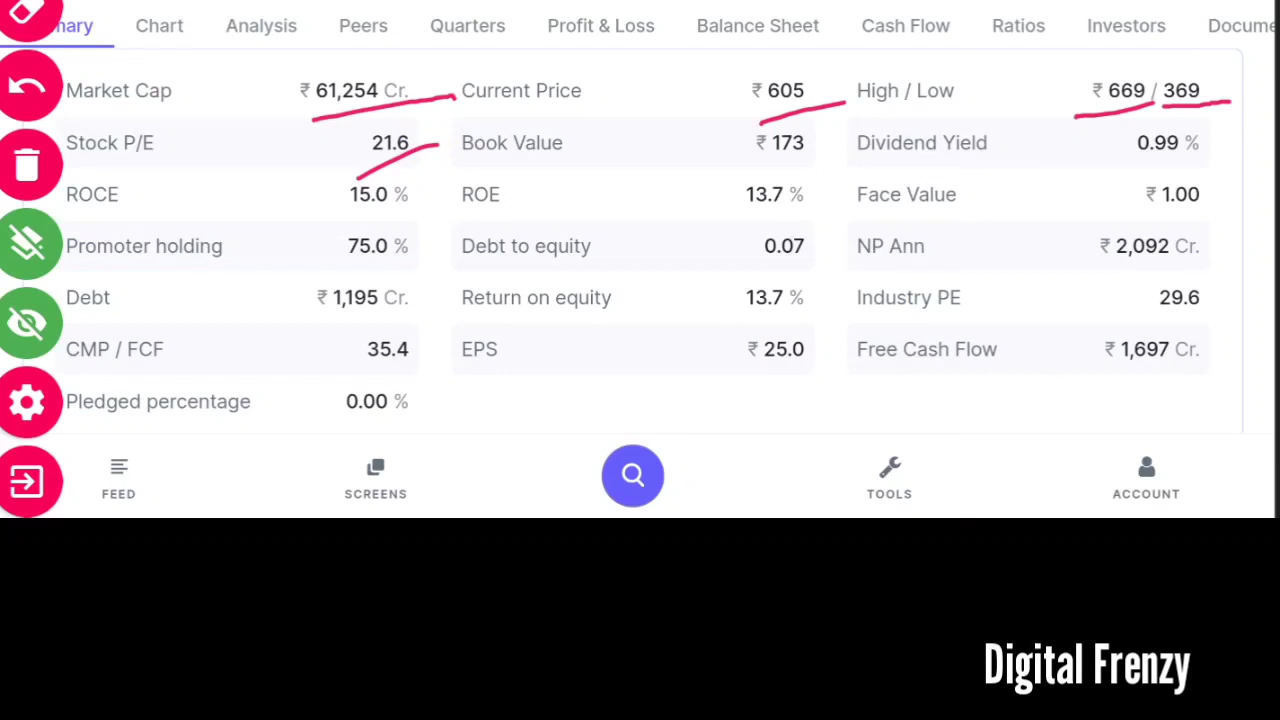 mary Chart Analysis Peers Quarters Profit & Loss Balance Sheet Cash Flow Ratios Investors Docume
Market Cap ₹ 61,254 Cr. Current Price ₹ 605 High / Low ₹ 669 / 369
Stock P/E 21.6 Book Value ₹ 173 Dividend Yield 0.99 %
ROCE 15.0 % ROE 13.7 % Face Value ₹ 1.00
Promoter holding 75.0 % Debt to equity 0.07 NP Ann ₹ 2,092 Cr.
Debt ₹ 1,195 Cr. Return on equity 13.7 % Industry PE 29.6
CMP / FCF 35.4 EPS ₹ 25.0 Free Cash Flow ₹ 1,697 Cr.
Pledged percentage 0.00 %
FEED SCREENS TOOLS ACCOUNT
Digital Frenzy